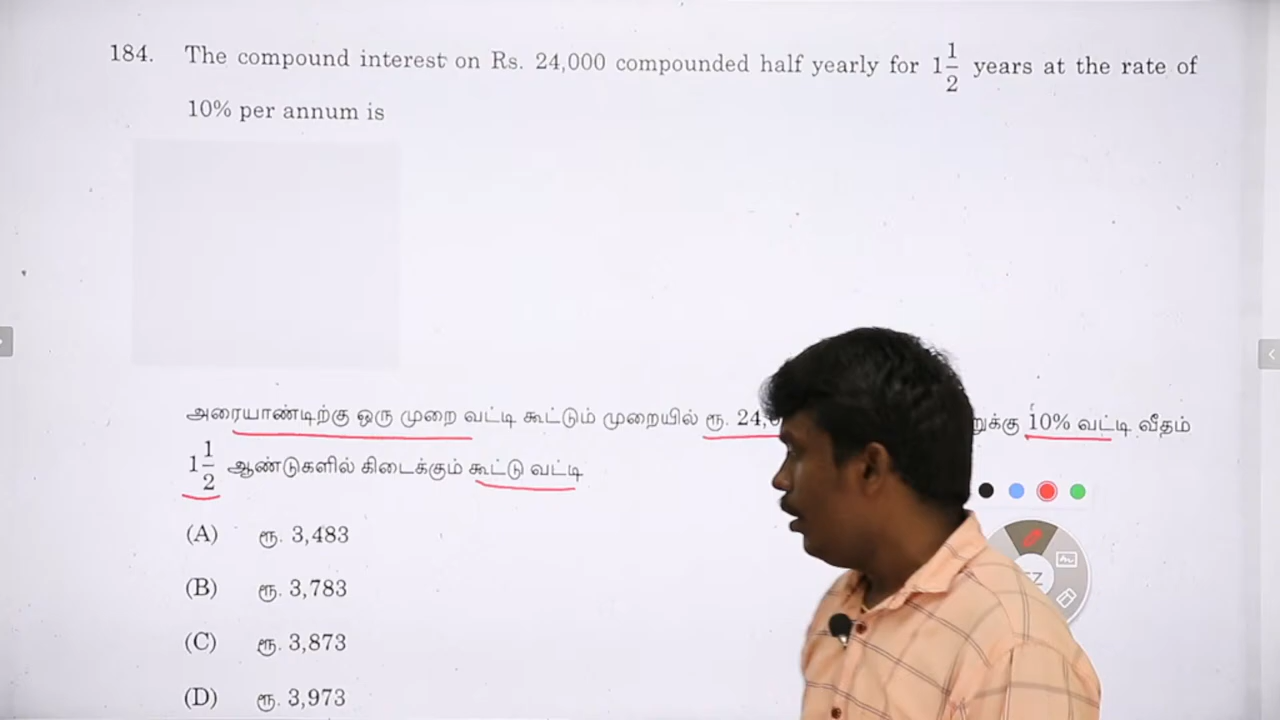 184. The compound interest on Rs. 24,000 compounded half yearly for 1 1/2 years at the rate of
10% per annum is
அரையாண்டிற்கு ஒரு முறை வட்டி கூட்டும் முறையில் ரூ. 24, 10% வட்டி வீதம்
1 1/2 ஆண்டுகளில் கிடைக்கும் கூட்டு வட்டி
(A) ரூ. 3,483
(B) ரூ. 3,783
(C) ரூ. 3,873
(D) ரூ. 3,973